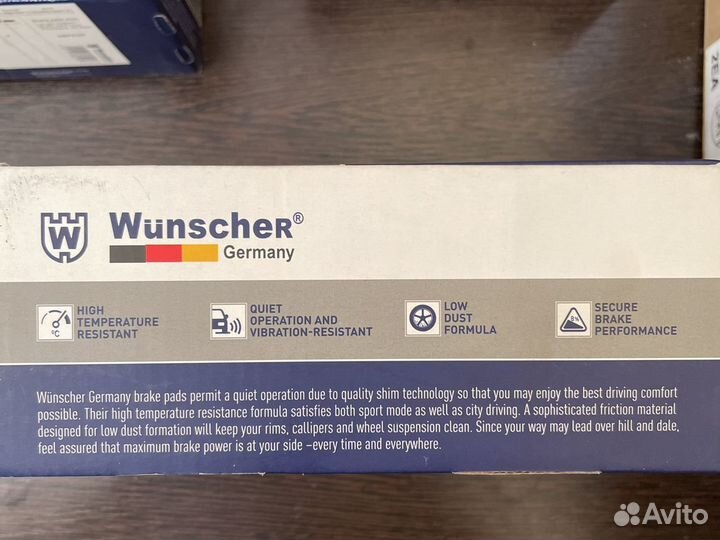 W Wünscher®
Germany
HIGH
TEMPERATURE
RESISTANT
°C
QUIET
OPERATION AND
VIBRATION-RESISTANT
LOW
DUST
FORMULA
8%
SECURE
BRAKE
PERFORMANCE
Wünscher Germany brake pads permit a quiet operation due to quality shim technology so that you may enjoy the best driving comfort
possible. Their high temperature resistance formula satisfies both sport mode as well as city driving. A sophisticated friction material
designed for low dust formation will keep your rims, callipers and wheel suspension clean. Since your way may lead over hill and dale,
feel assured that maximum brake power is at your side –every time and everywhere.
Avito